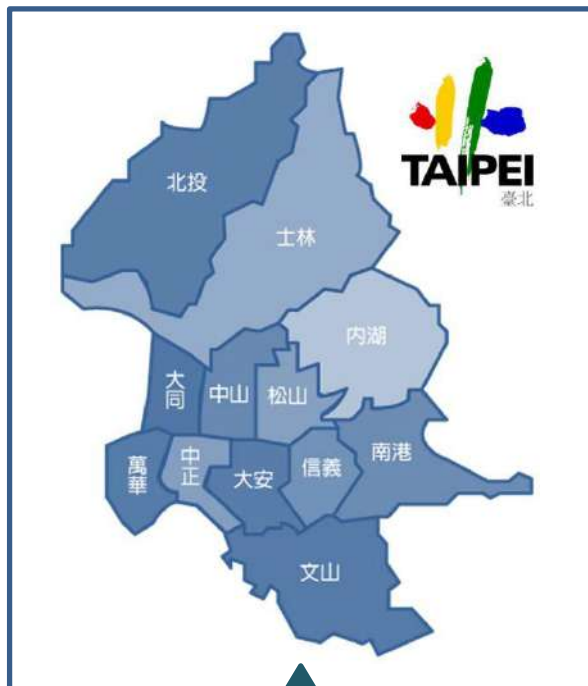 北投
TAIPEI
臺北
士林
內湖
大同
中山
松山
萬華
中正
大安
信義
南港
文山